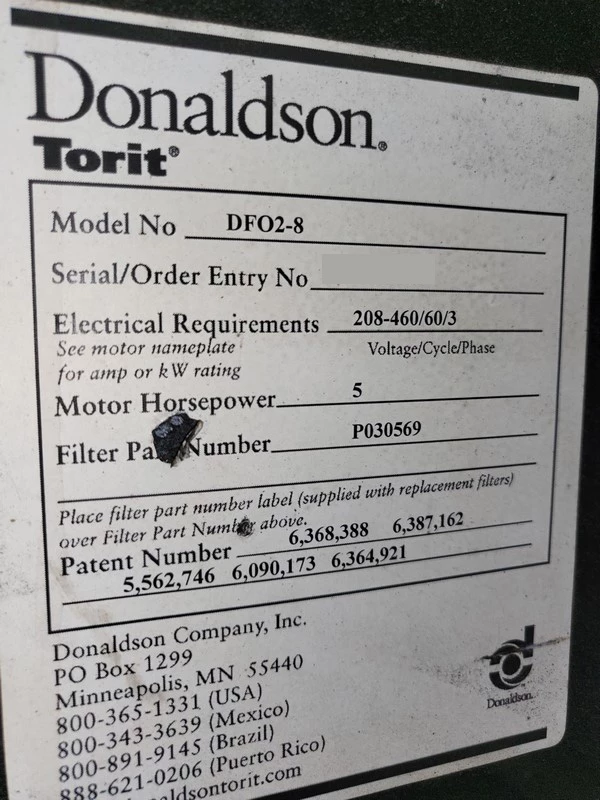 Donaldson®
Torit®
Model No DFO2-8
Serial/Order Entry No
Electrical Requirements 208-460/60/3
See motor nameplate Voltage/Cycle/Phase
for amp or kW rating
Motor Horsepower 5
Filter Number P030569
Place filter part number label (supplied with replacement filters)
over Filter Part Number above.
Patent Number 6,368,388 6,387,162
5,562,746 6,090,173 6,364,921
Donaldson Company, Inc.
PO Box 1299
Minneapolis, MN 55440
800-365-1331 (USA)
800-343-3639 (Mexico)
800-891-9145 (Brazil)
888-621-0206 (Puerto Rico)
Donaldson.